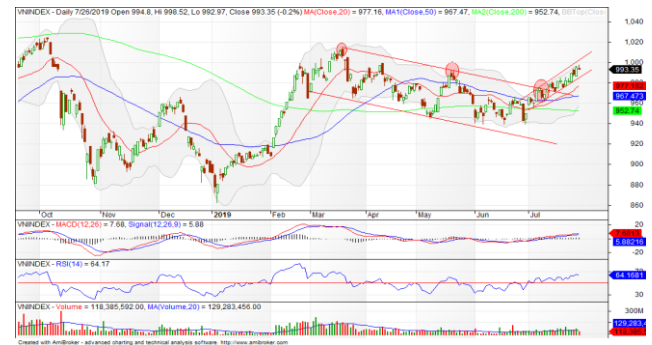 VNINDEX - Daily 7/26/2019 Open 994.8, Hi 998.52, Lo 992.97, Close 993.35 (-0.2%) MA(Close,20) = 977.16, MA1(Close,50) = 967.47, MA2(Close,200) = 952.74,
1,040
1,020
1,000
993.35
977.162
967.473
952.74
940
920
900
880
860
Oct Nov Dec 2019 Feb Mar Apr May Jun Jul
VNINDEX - MACD(12,26) = 7.68, Signal(12,26,9) = 5.88
20
5.88216
-20
VNINDEX - RSI(14) = 64.17
70
64.1681
30
VNINDEX - Volume = 118,385,592.00, MA(Volume,20) = 129,283,456.00
300M
Created with AmiBroker - advanced charting and technical analysis software. http://www.amibroker.com